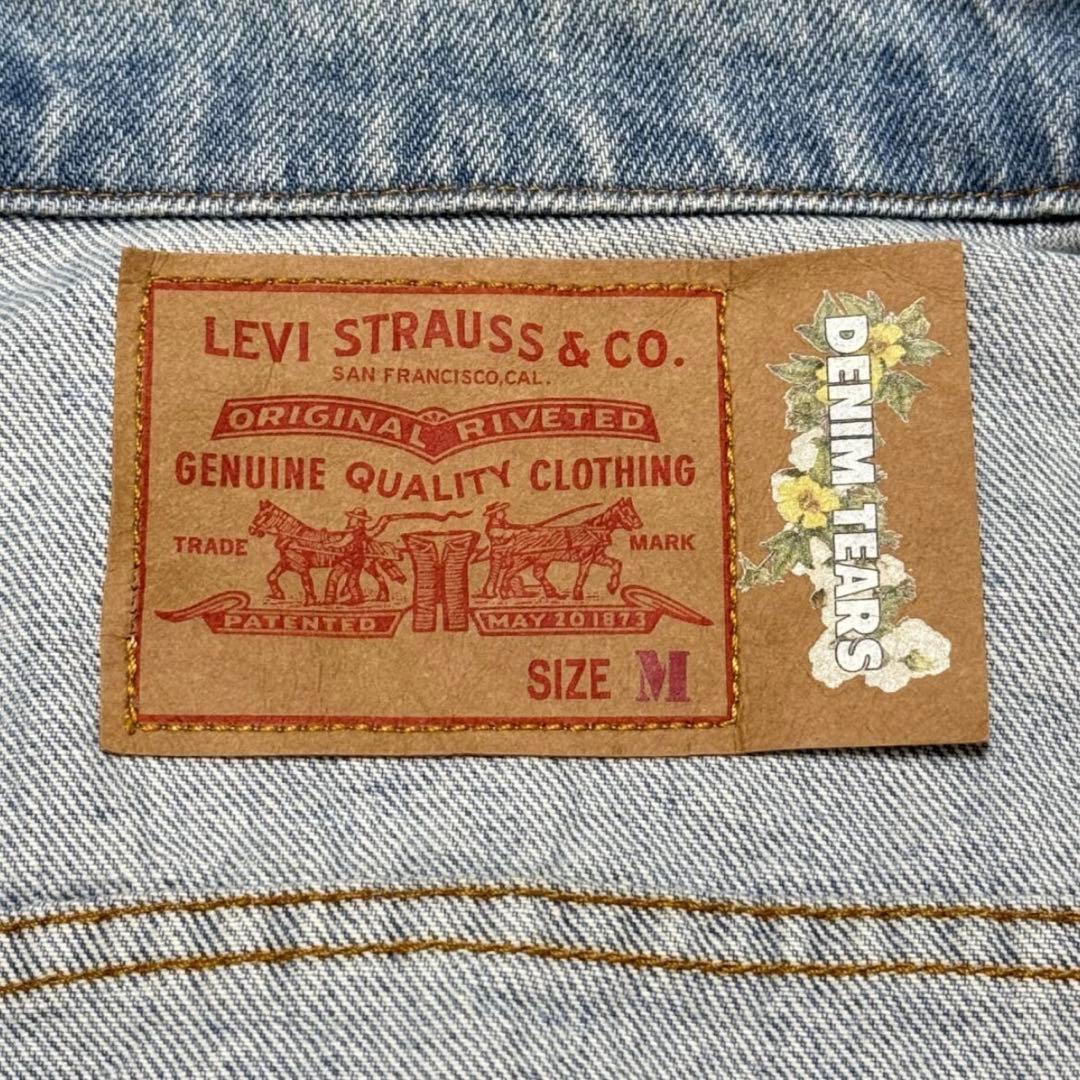 LEVI STRAUSS & CO.
SAN FRANCISCO, CAL.
ORIGINAL RIVETED
GENUINE QUALITY CLOTHING
TRADE MARK
PATENTED MAY 20 1873
SIZE M
DENIM TEARS